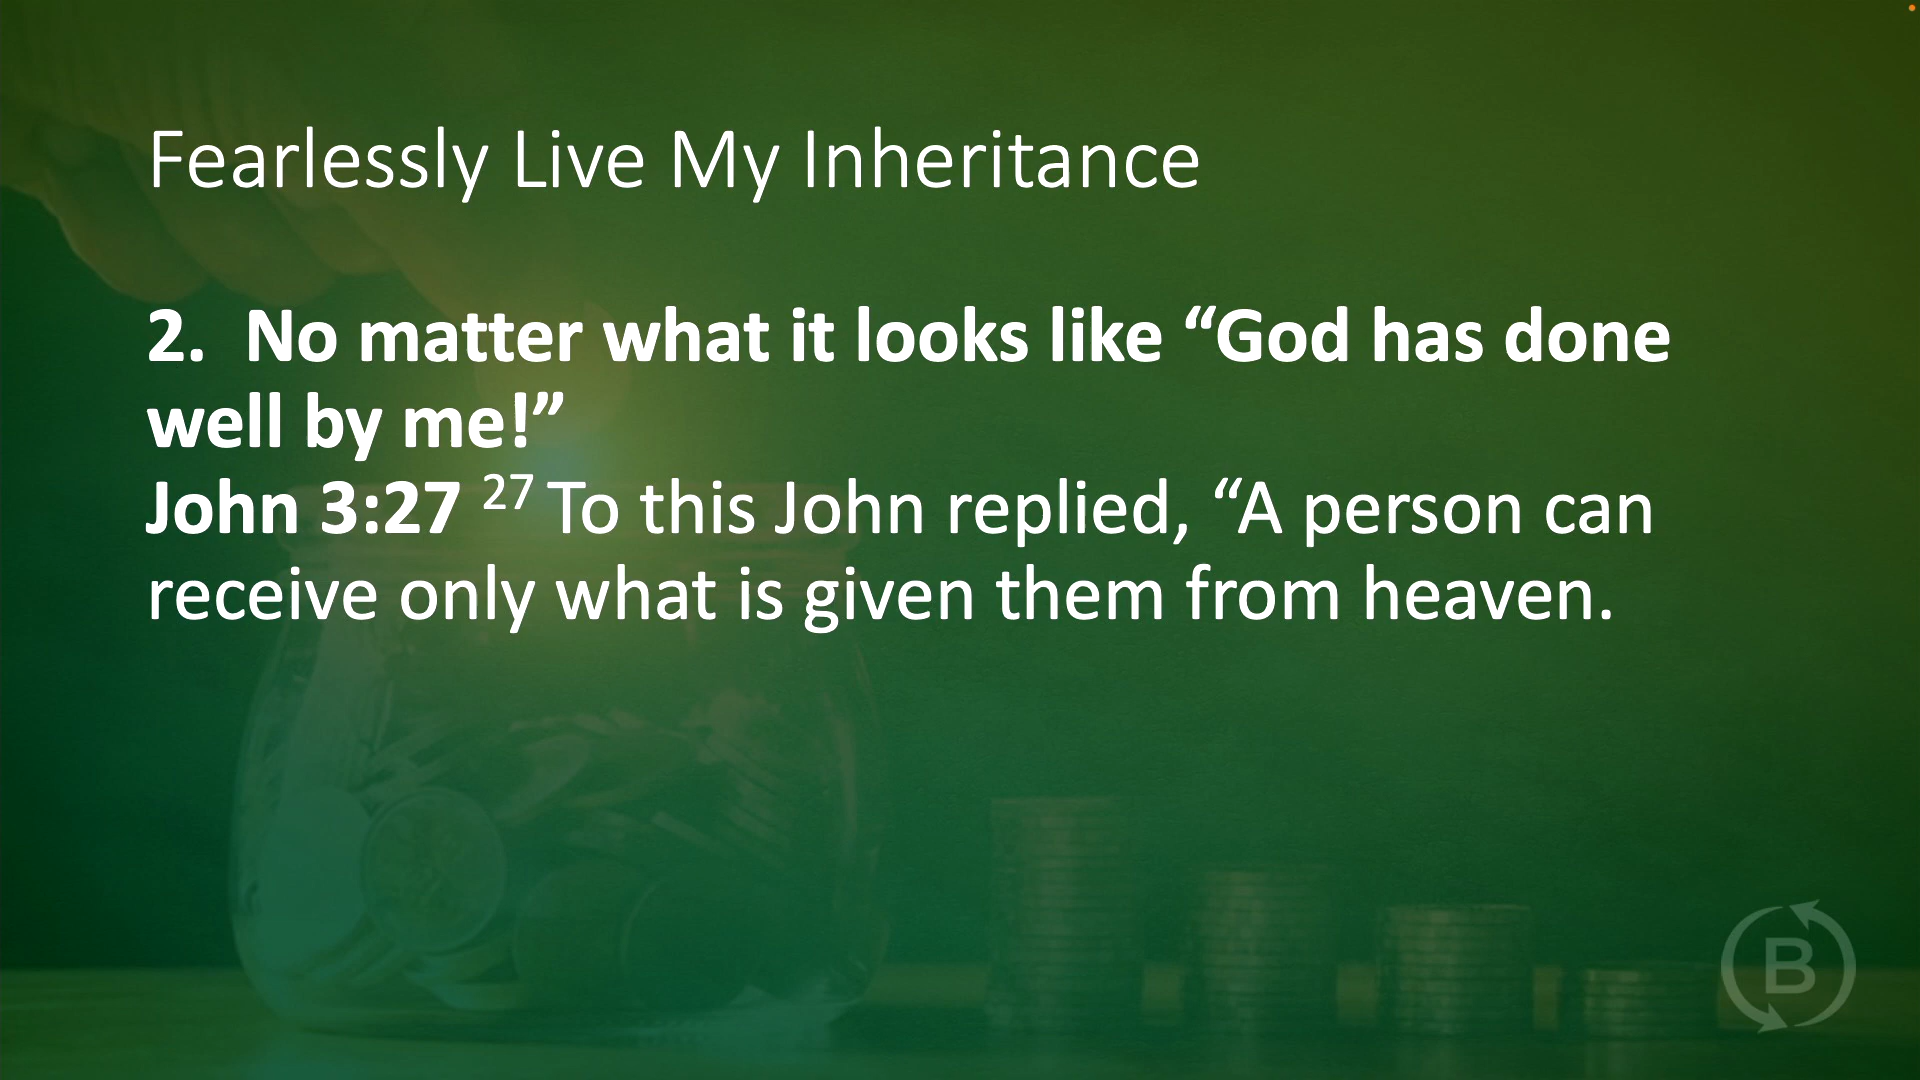 Fearlessly Live My Inheritance
2. No matter what it looks like “God has done
well by me!”
John 3:27 27 To this John replied, “A person can
receive only what is given them from heaven.
B